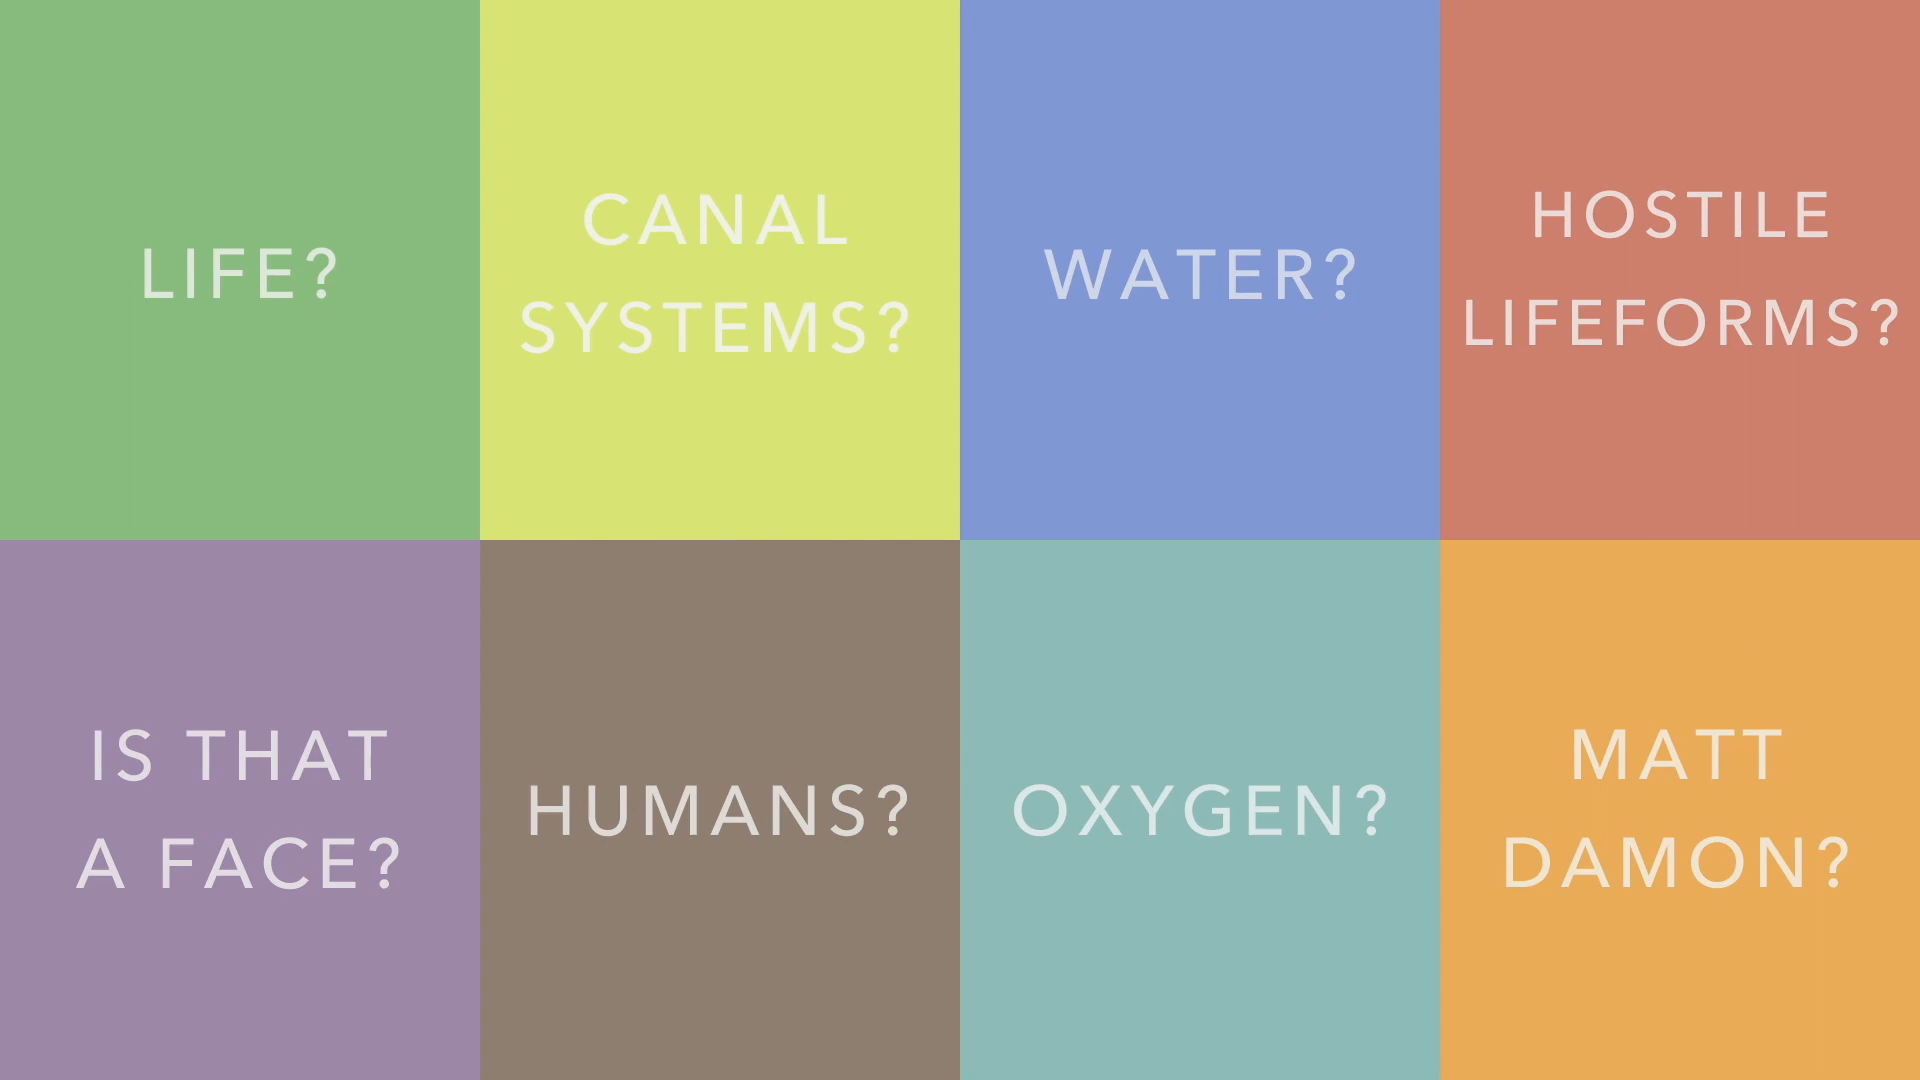 LIFE?
CANAL
SYSTEMS?
WATER?
HOSTILE
LIFEFORMS?
IS THAT
A FACE?
HUMANS?
OXYGEN?
MATT
DAMON?